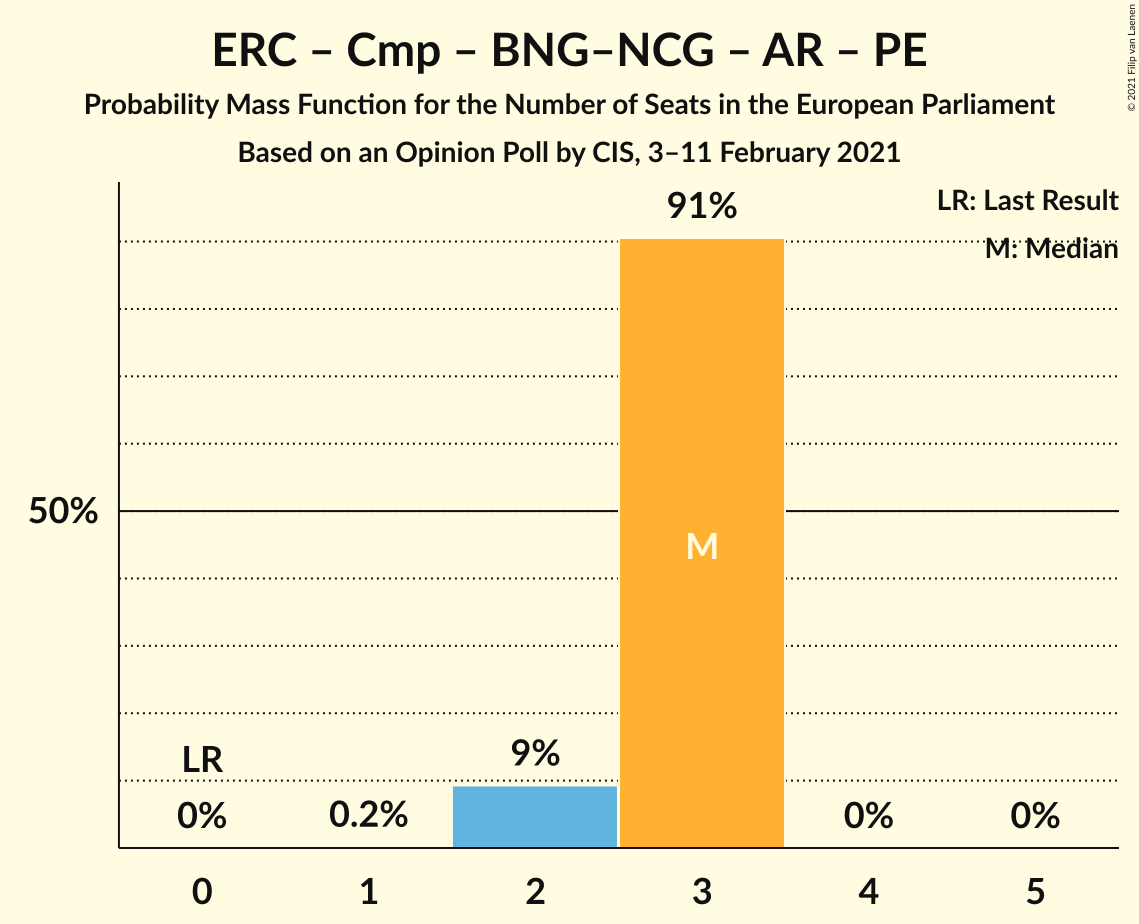 ERC – Cmp – BNG–NCG – AR – PE
Probability Mass Function for the Number of Seats in the European Parliament
Based on an Opinion Poll by CIS, 3–11 February 2021
© 2021 Filip van Laenen
LR: Last Result
M: Median
91%
50%
M
LR
9%
0%
0.2%
0%
0%
0
1
2
3
4
5